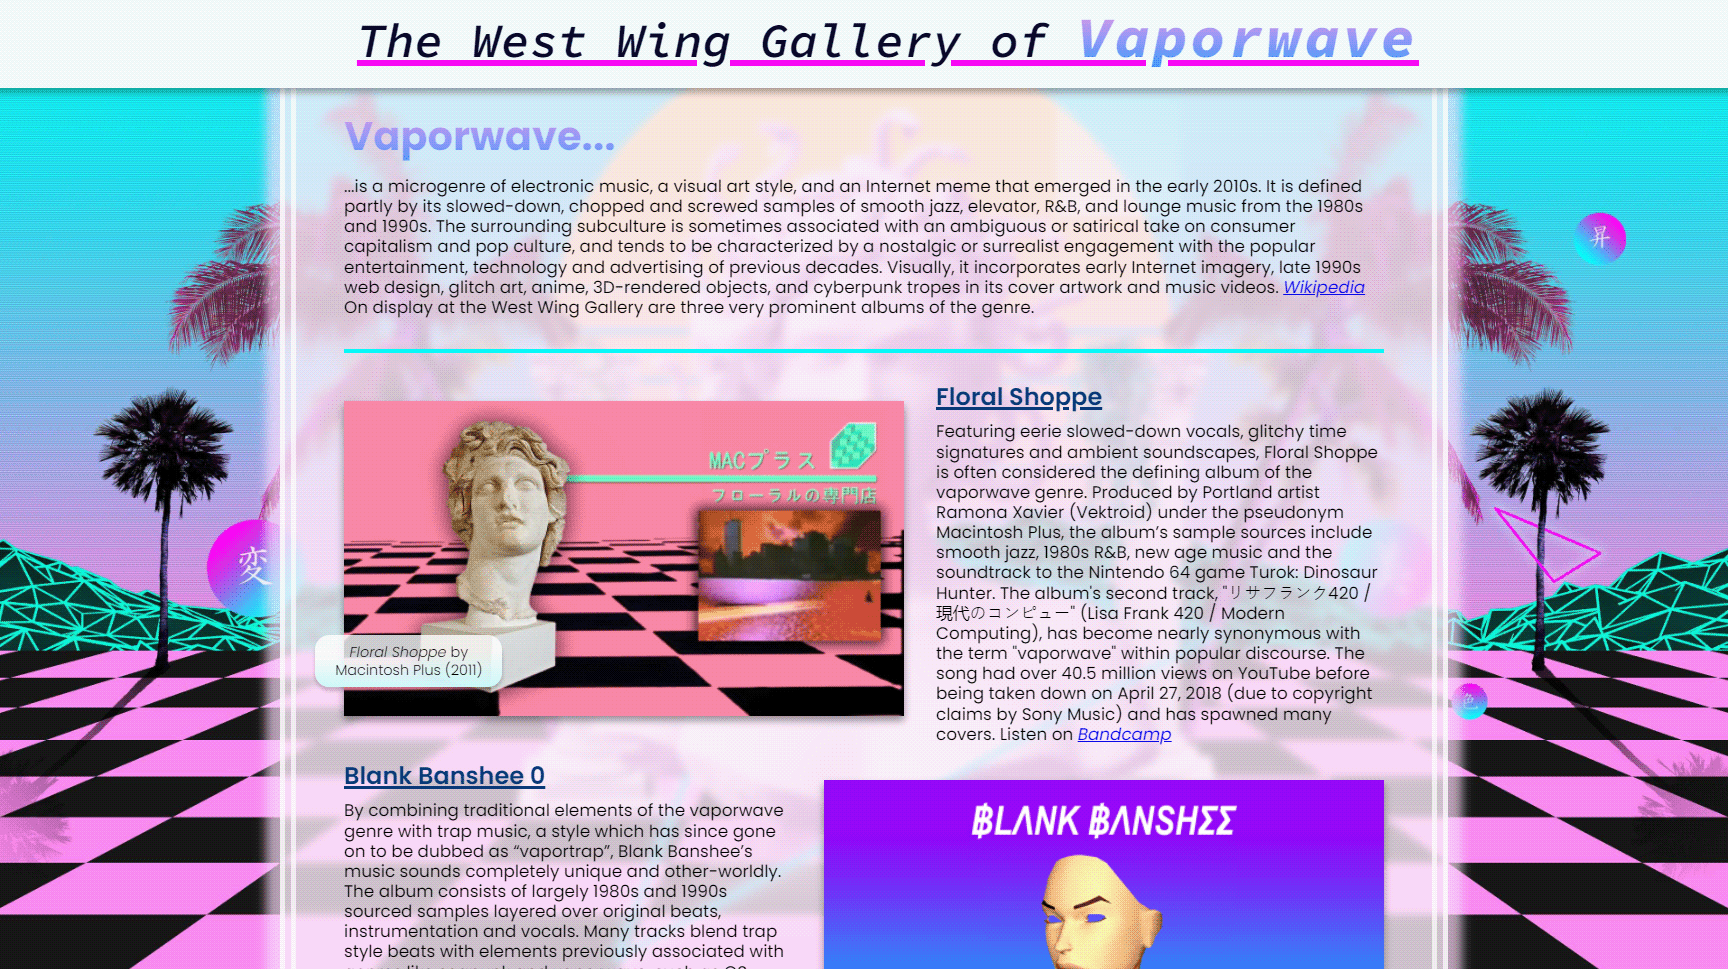 The West Wing Gallery of Vaporwave
Vaporwave...
...is a microgenre of electronic music, a visual art style, and an Internet meme that emerged in the early 2010s. It is defined
partly by its slowed-down, chopped and screwed samples of smooth jazz, elevator, R&B, and lounge music from the 1980s
and 1990s. The surrounding subculture is sometimes associated with an ambiguous or satirical take on consumer
capitalism and pop culture, and tends to be characterized by a nostalgic or surrealist engagement with the popular
entertainment, technology and advertising of previous decades. Visually, it incorporates early Internet imagery, late 1990s
web design, glitch art, anime, 3D-rendered objects, and cyberpunk tropes in its cover artwork and music videos. Wikipedia
On display at the West Wing Gallery are three very prominent albums of the genre.
昇
変
色
MACプラス
フローラルの専門店
Floral Shoppe by
Macintosh Plus (2011)
Floral Shoppe
Featuring eerie slowed-down vocals, glitchy time
signatures and ambient soundscapes, Floral Shoppe
is often considered the defining album of the
vaporwave genre. Produced by Portland artist
Ramona Xavier (Vektroid) under the pseudonym
Macintosh Plus, the album’s sample sources include
smooth jazz, 1980s R&B, new age music and the
soundtrack to the Nintendo 64 game Turok: Dinosaur
Hunter. The album's second track, "リサフランク420 /
現代のコンピュー" (Lisa Frank 420 / Modern
Computing), has become nearly synonymous with
the term "vaporwave" within popular discourse. The
song had over 40.5 million views on YouTube before
being taken down on April 27, 2018 (due to copyright
claims by Sony Music) and has spawned many
covers. Listen on Bandcamp
Blank Banshee 0
By combining traditional elements of the vaporwave
genre with trap music, a style which has since gone
on to be dubbed as “vaportrap”, Blank Banshee’s
music sounds completely unique and other-worldly.
The album consists of largely 1980s and 1990s
sourced samples layered over original beats,
instrumentation and vocals. Many tracks blend trap
style beats with elements previously associated with
฿LΛNK ฿ΛNSHΣΣ